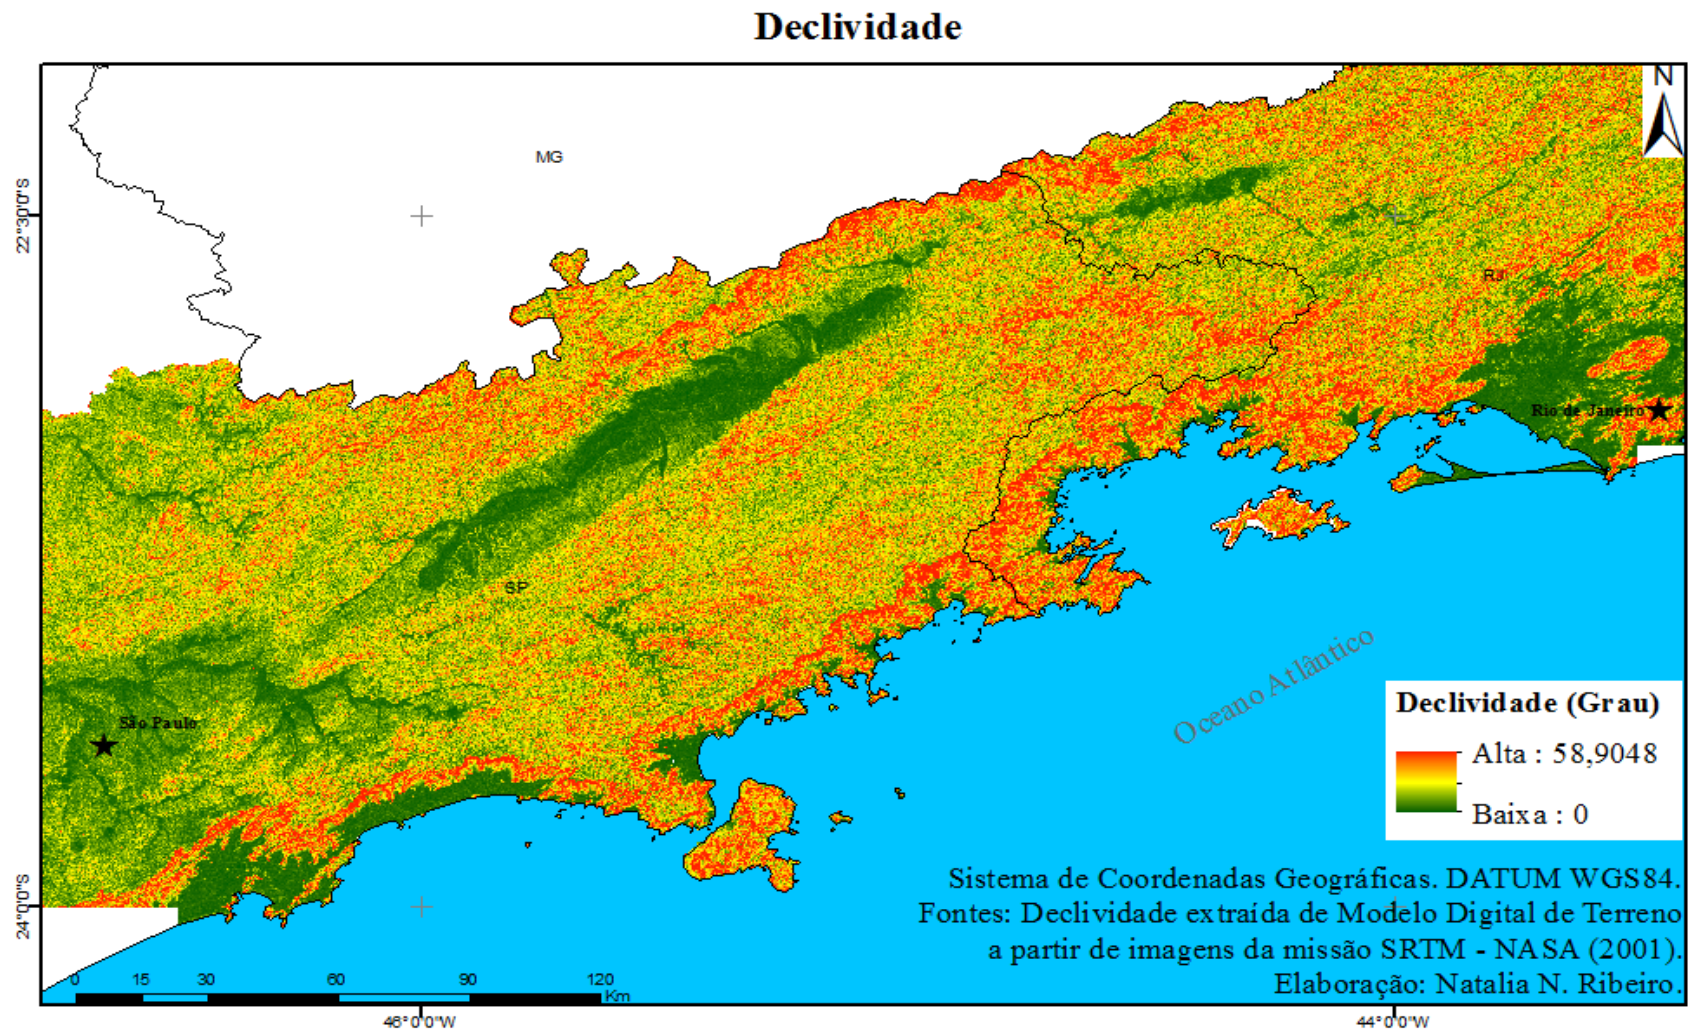 Declividade
N
MG
22°30'0"S
RJ
Rio de Janeiro
SP
São Paulo
Oceano Atlântico
Declividade (Grau)
Alta : 58,9048
Baixa : 0
24°0'0"S
Sistema de Coordenadas Geográficas. DATUM WGS84.
Fontes: Declividade extraída de Modelo Digital de Terreno
a partir de imagens da missão SRTM - NASA (2001).
Elaboração: Natalia N. Ribeiro.
0 15 30 60 90 120
Km
46°0'0"W
44°0'0"W